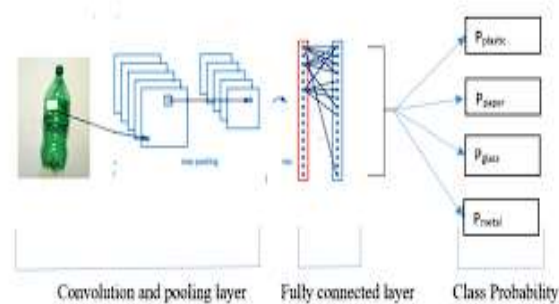 Pplastic
Ppaper
Pglass
Pmetal
max pooling
Convolution and pooling layer
Fully connected layer
Class Probability